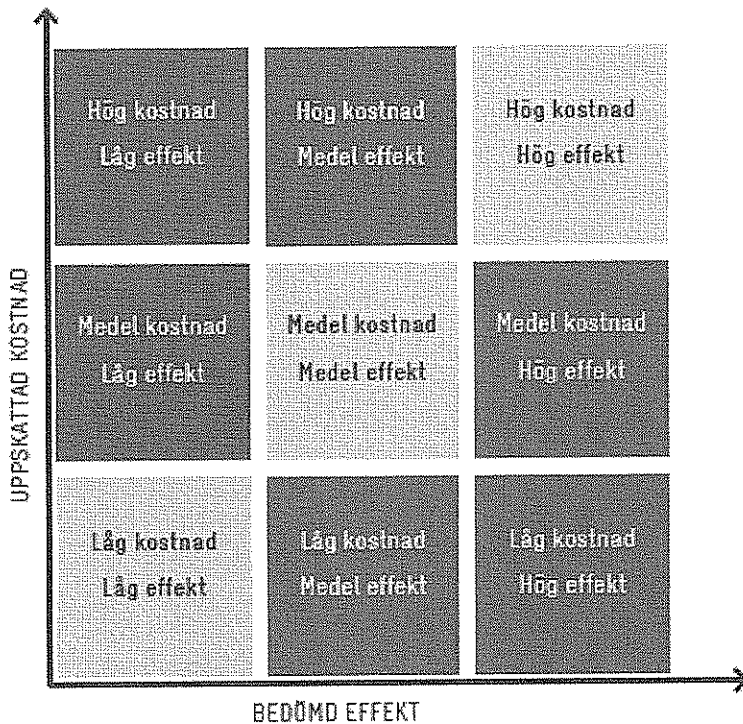 Hög kostnad
Låg effekt
Hög kostnad
Medel effekt
Hög kostnad
Hög effekt
Medel kostnad
Låg effekt
Medel kostnad
Medel effekt
Medel kostnad
Hög effekt
Låg kostnad
Låg effekt
Låg kostnad
Medel effekt
Låg kostnad
Hög effekt
UPPSKATTAD KOSTNAD
BEDÖMD EFFEKT